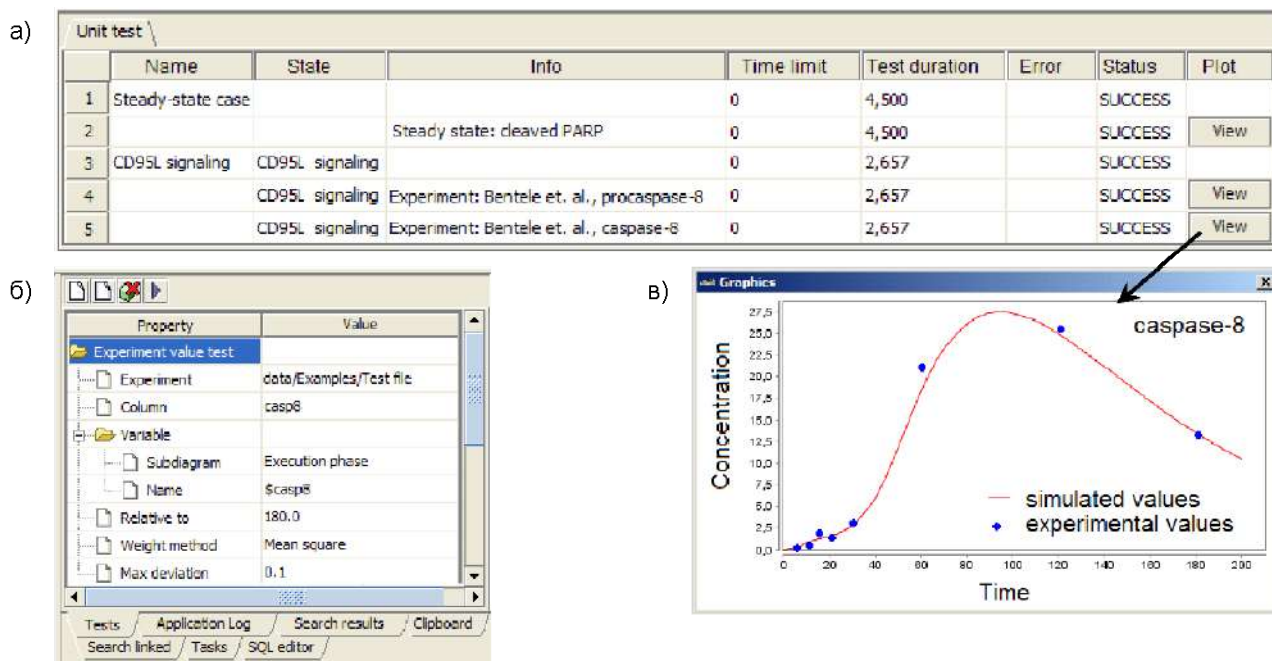 а)
Unit test
Name State Info Time limit Test duration Error Status Plot
1 Steady-state case 0 4,500 SUCCESS
2 Steady state: cleaved PARP 0 4,500 SUCCESS View
3 CD95L signaling CD95L signaling 0 2,657 SUCCESS
4 CD95L signaling Experiment: Bentele et. al., procaspase-8 0 2,657 SUCCESS View
5 CD95L signaling Experiment: Bentele et. al., caspase-8 0 2,657 SUCCESS View
б)
Property Value
Experiment value test
Experiment data/Examples/Test file
Column casp8
Variable
Subdiagram Execution phase
Name $casp8
Relative to 180.0
Weight method Mean square
Max deviation 0.1
Tests Application Log Search results Clipboard
Search linked Tasks SQL editor
в)
Graphics
caspase-8
Concentration
27,5
25,0
22,5
20,0
17,5
15,0
12,5
10,0
7,5
5,0
2,5
0,0
simulated values
experimental values
0 20 40 60 80 100 120 140 160 180 200
Time